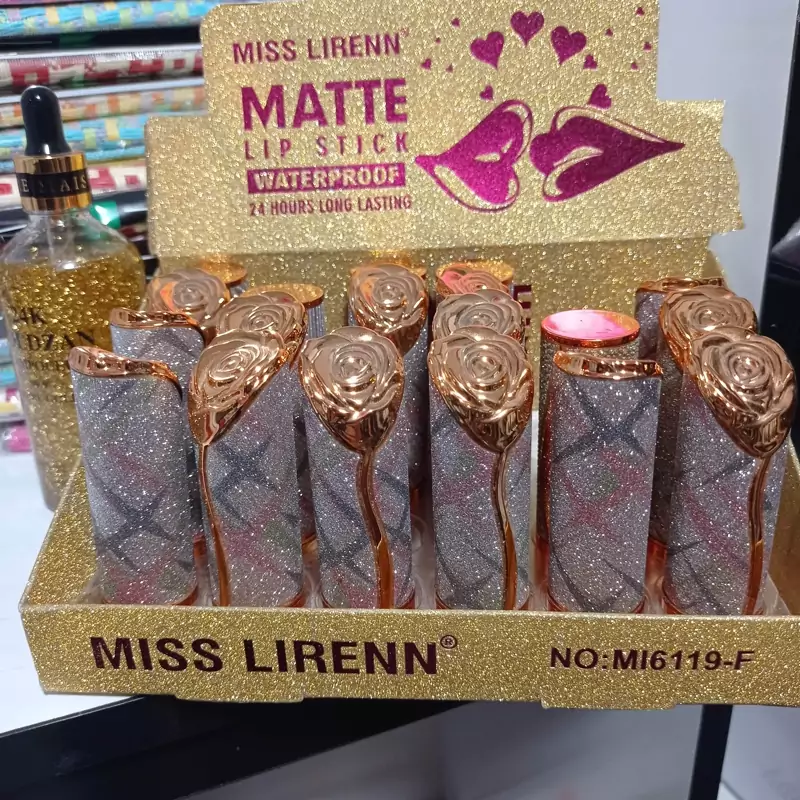 MISS LIRENN
MATTE
LIP STICK
WATERPROOF
24 HOURS LONG LASTING
24K
MISS LIRENN®
NO:MI6119-F